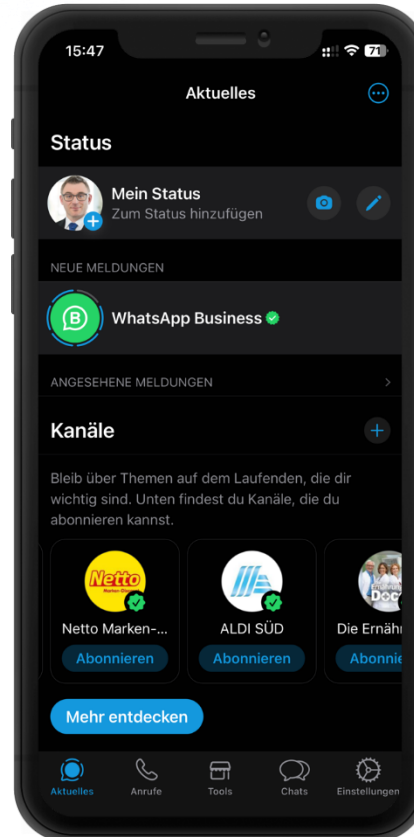 15:47
71
Aktuelles
Status
Mein Status
Zum Status hinzufügen
NEUE MELDUNGEN
B
WhatsApp Business
ANGESEHENE MELDUNGEN
Kanäle
Bleib über Themen auf dem Laufenden, die dir
wichtig sind. Unten findest du Kanäle, die du
abonnieren kannst.
Netto
Netto Marken-...
ALDI SÜD
Die Ernähr
Abonnieren
Abonnieren
Abonnie
Mehr entdecken
Aktuelles
Anrufe
Tools
Chats
Einstellungen